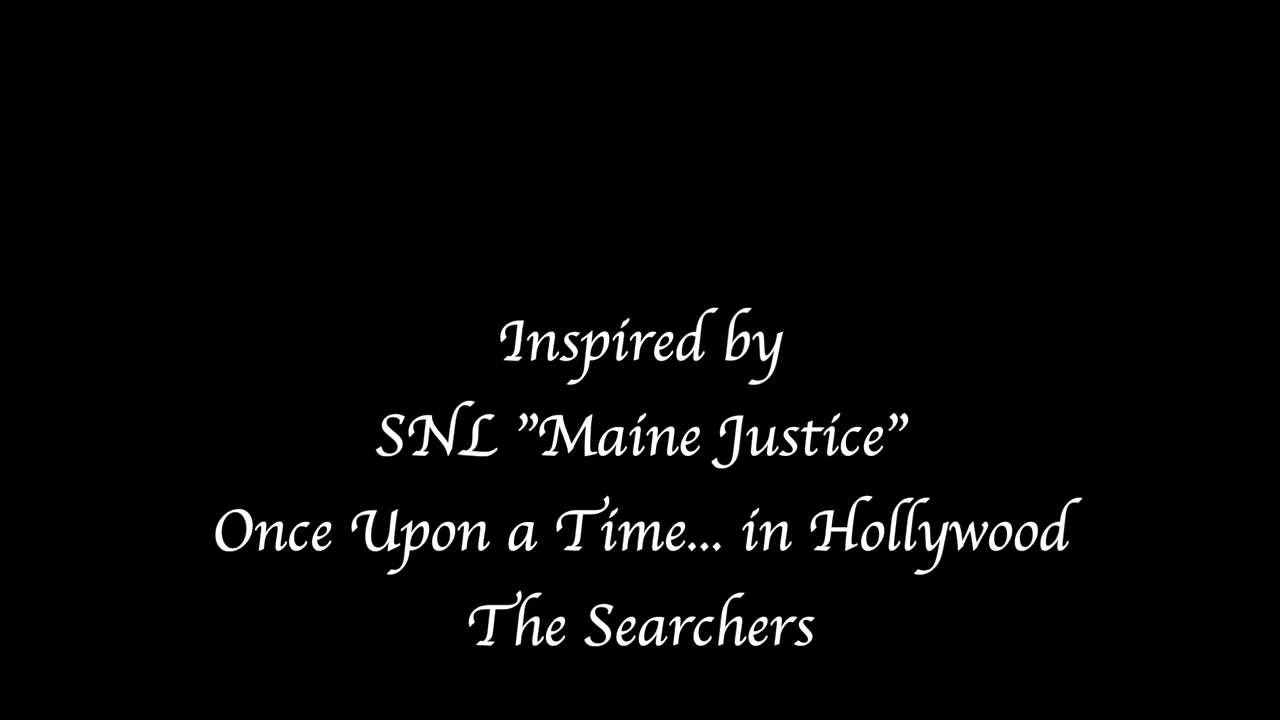 Inspired by
SNL "Maine Justice"
Once Upon a Time... in Hollywood
The Searchers